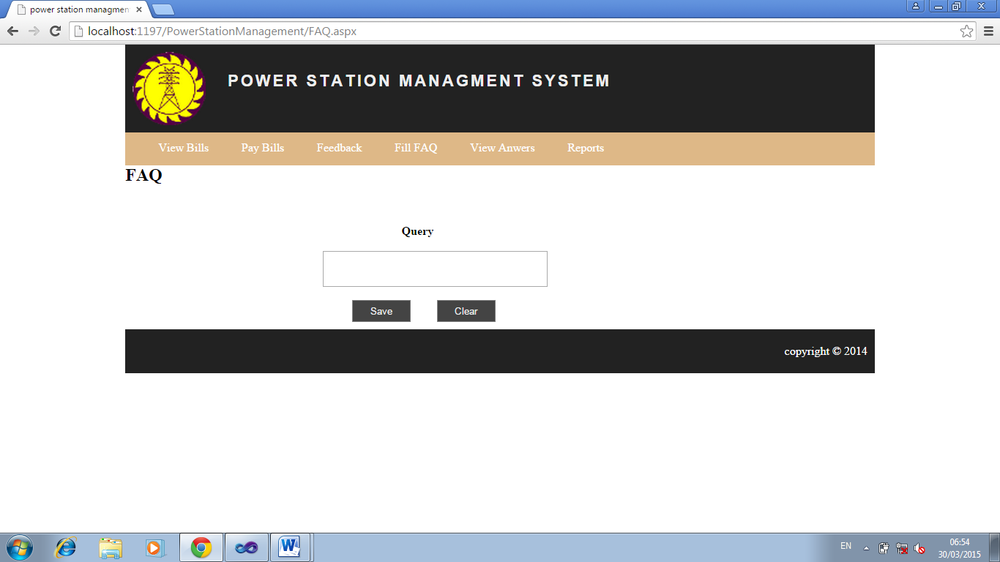 power station managmen
localhost:1197/PowerStationManagement/FAQ.aspx
POWER STATION MANAGMENT SYSTEM
View Bills Pay Bills Feedback Fill FAQ View Anwers Reports
FAQ
Query
Save Clear
copyright © 2014
EN 06:54
30/03/2015